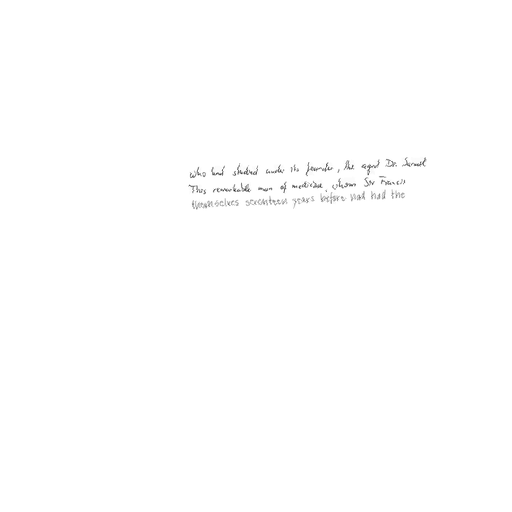 who had studied under its founder, the aged Dr. Samuel
This remarkable man of medicine, whom Sir Francis
themselves seventeen years before had had the